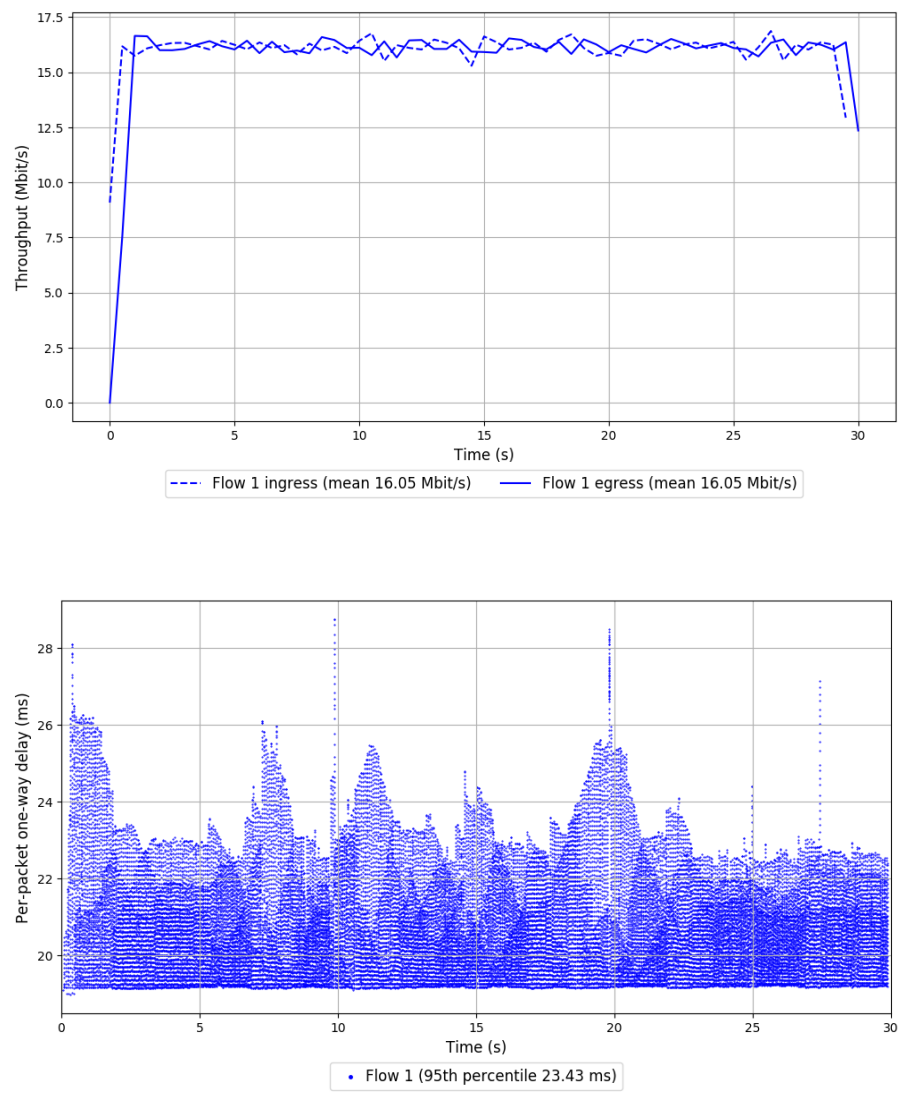 17.5
15.0
12.5
10.0
7.5
5.0
2.5
0.0
Throughput (Mbit/s)
0 5 10 15 20 25 30
Time (s)
Flow 1 ingress (mean 16.05 Mbit/s) Flow 1 egress (mean 16.05 Mbit/s)
28
26
24
22
20
Per-packet one-way delay (ms)
0 5 10 15 20 25 30
Time (s)
Flow 1 (95th percentile 23.43 ms)